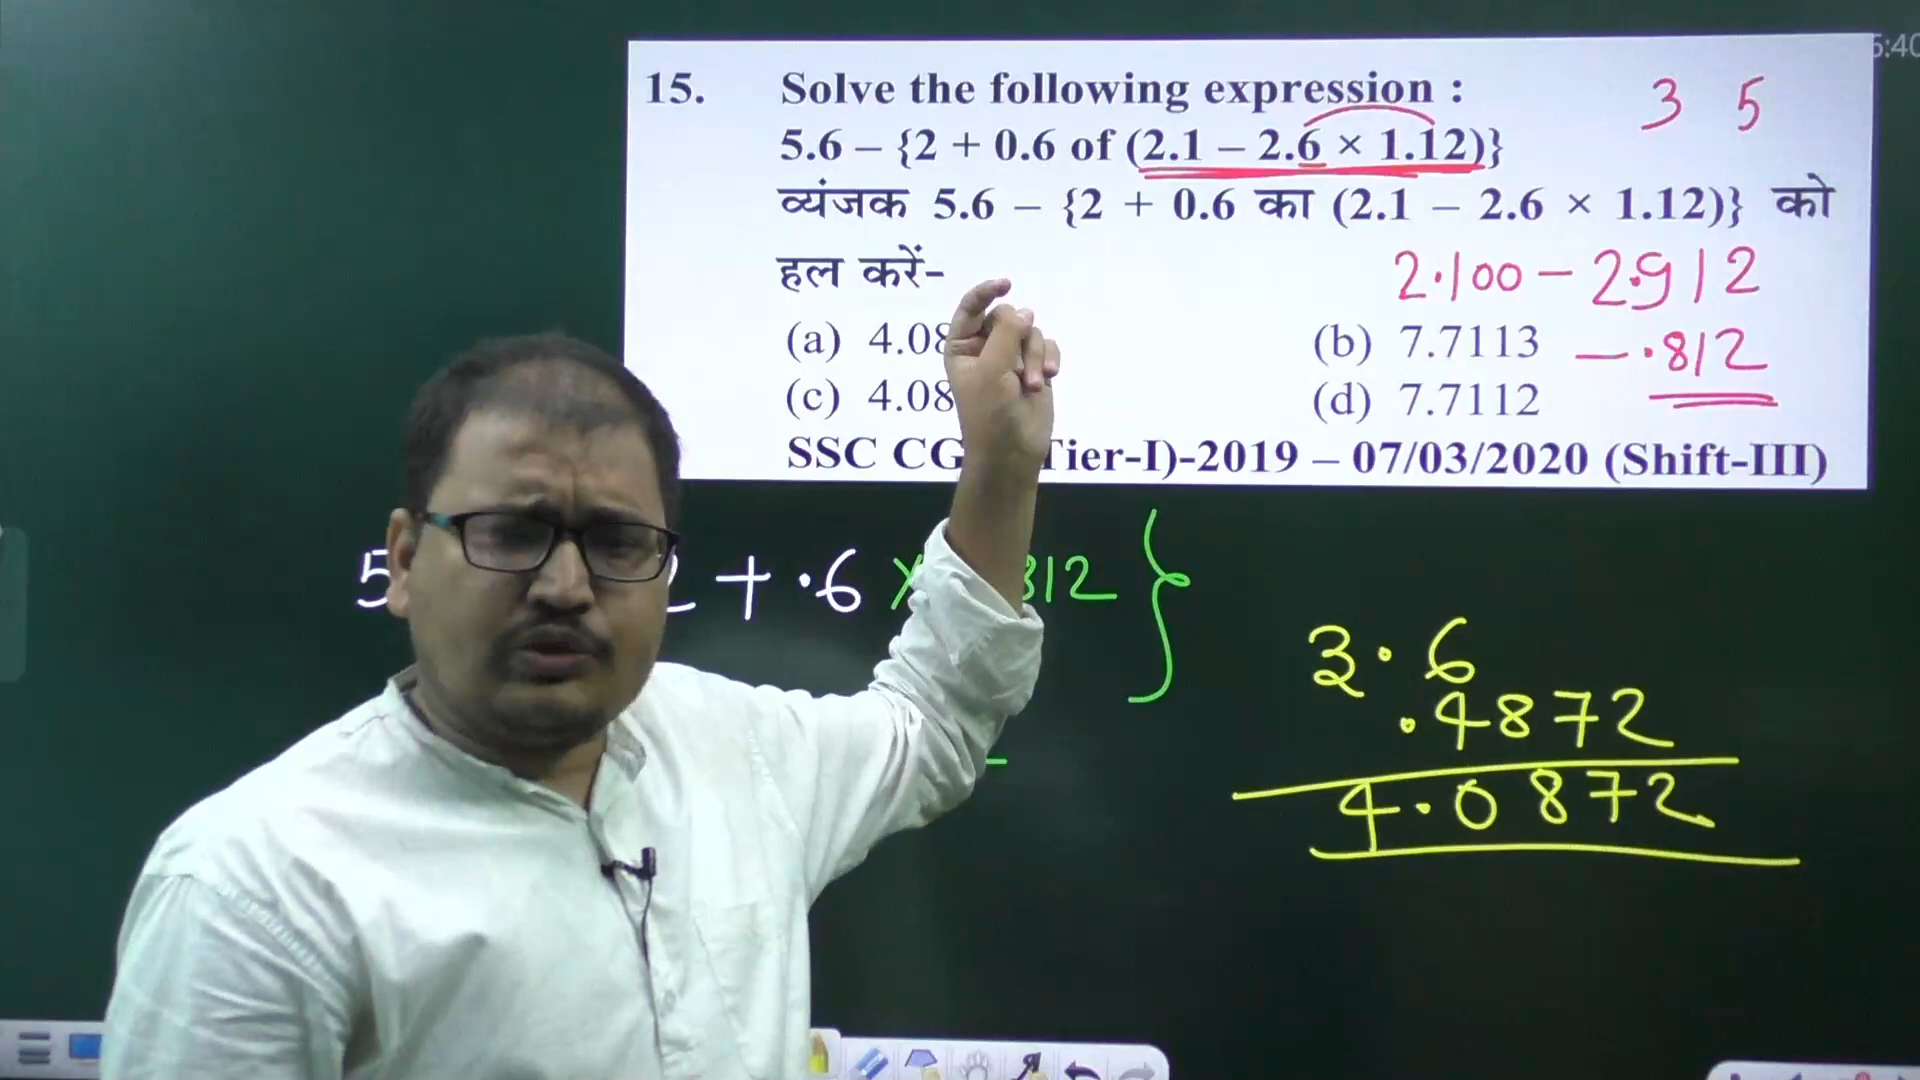 5:40
15. Solve the following expression : 3 5
5.6 – {2 + 0.6 of (2.1 – 2.6 × 1.12)}
व्यंजक 5.6 – {2 + 0.6 का (2.1 – 2.6 × 1.12)} को
हल करें-
2.100 – 2.912
(a) 4.08 (b) 7.7113 – .812
(c) 4.08 (d) 7.7112
SSC CG Tier-I)-2019 – 07/03/2020 (Shift-III)
5 2 + .6 × 812 }
3.6
.4872
4.0872